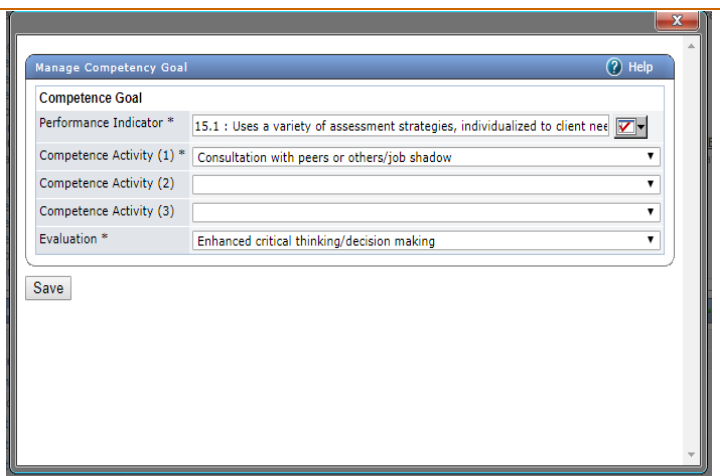 X
Manage Competency Goal
? Help
Competence Goal
Performance Indicator * 15.1 : Uses a variety of assessment strategies, individualized to client nee
Competence Activity (1) * Consultation with peers or others/job shadow
Competence Activity (2)
Competence Activity (3)
Evaluation * Enhanced critical thinking/decision making
Save